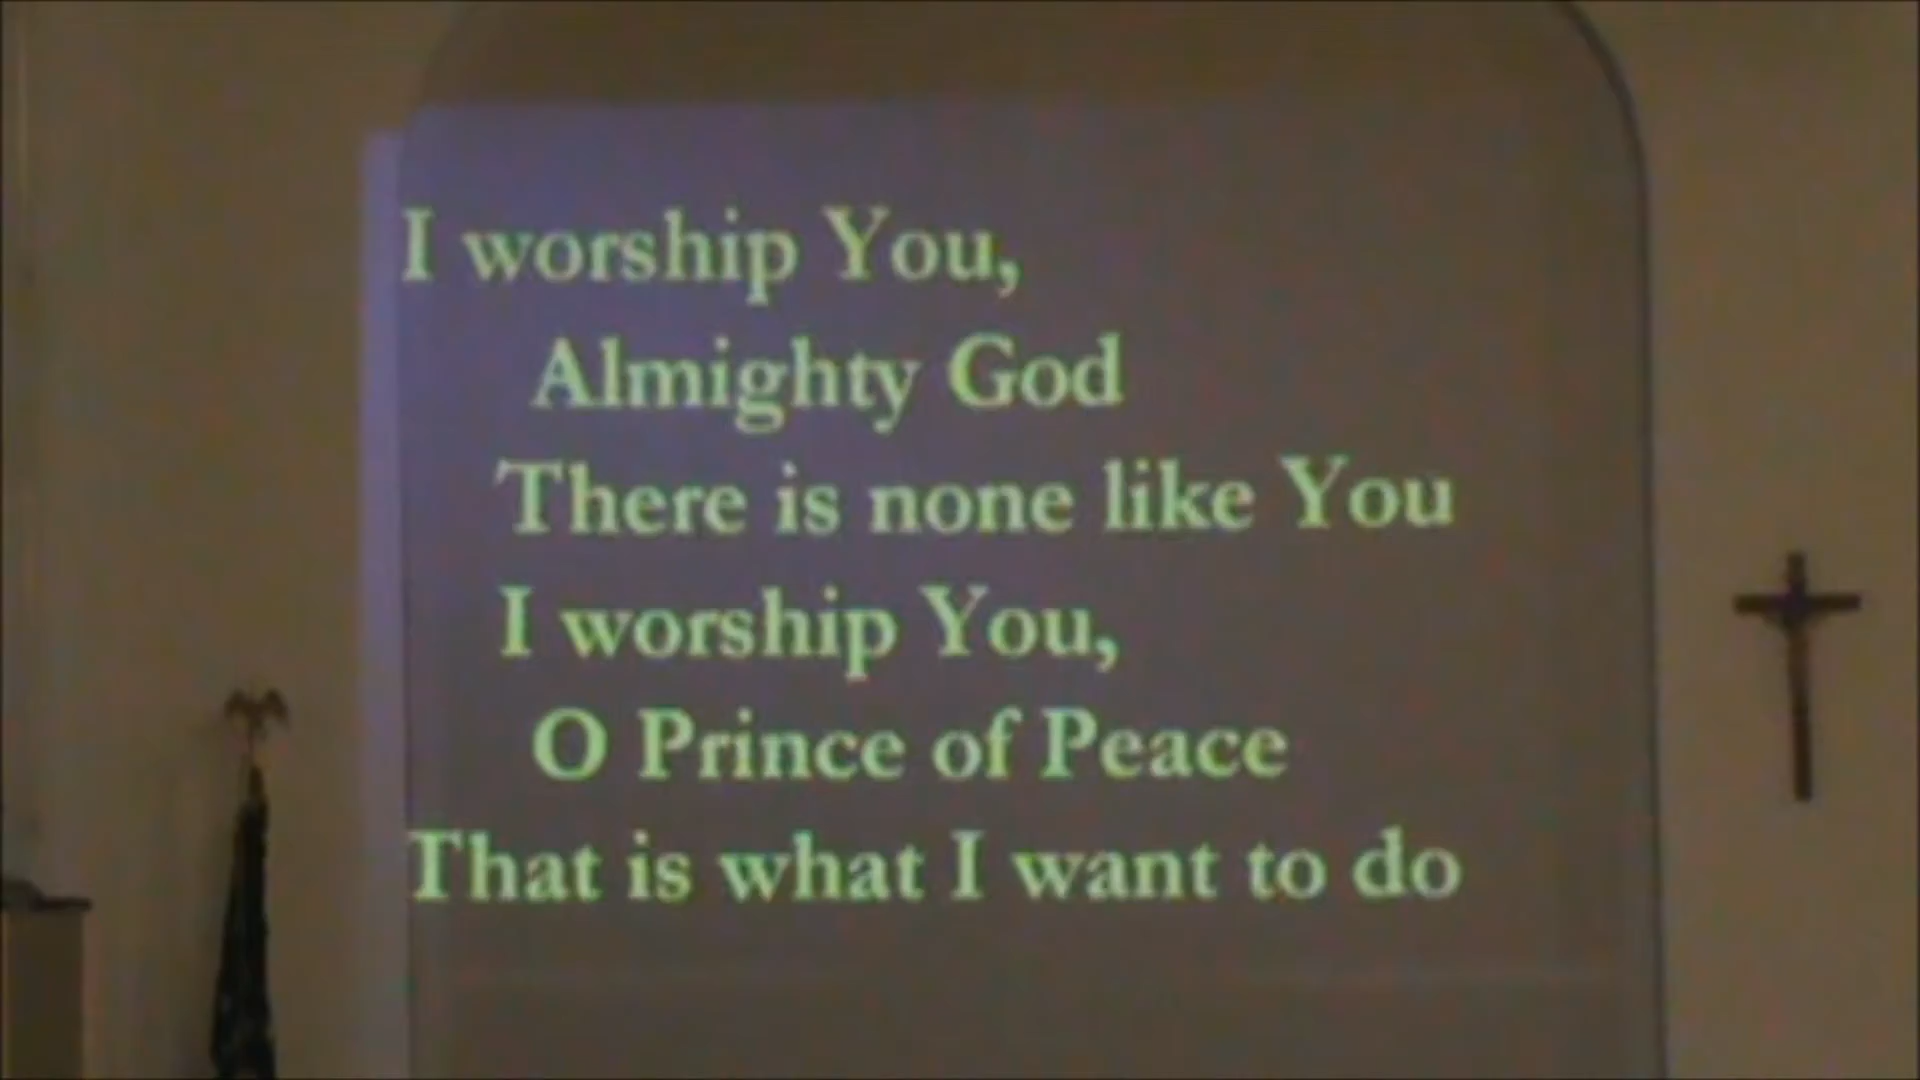 I worship You,
Almighty God
There is none like You
I worship You,
O Prince of Peace
That is what I want to do